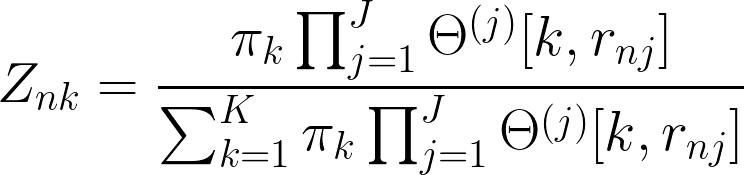 Z_{nk} = \frac{\pi_k \prod_{j=1}^{J} \Theta^{(j)}[k, r_{nj}]}{\sum_{k=1}^{K} \pi_k \prod_{j=1}^{J} \Theta^{(j)}[k, r_{nj}]}